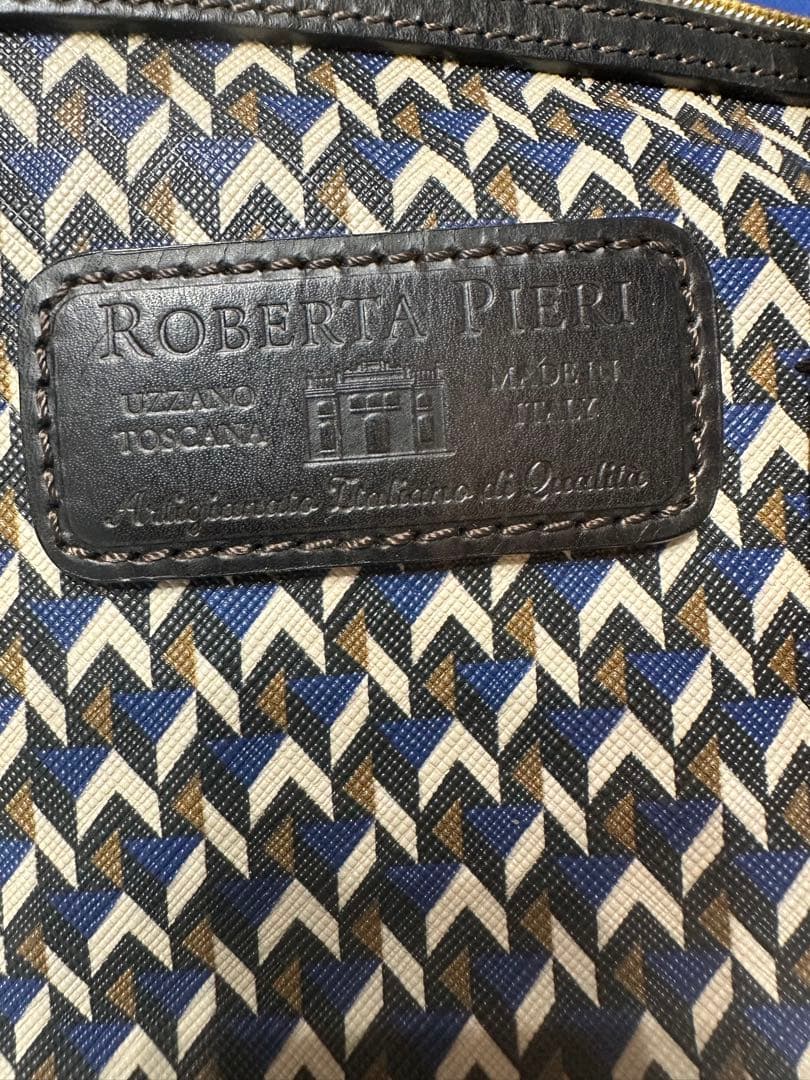 ROBERTA PIERI
UZZANO
TOSCANA
MADE IN
ITALY
Artigianato Italiano di Qualità